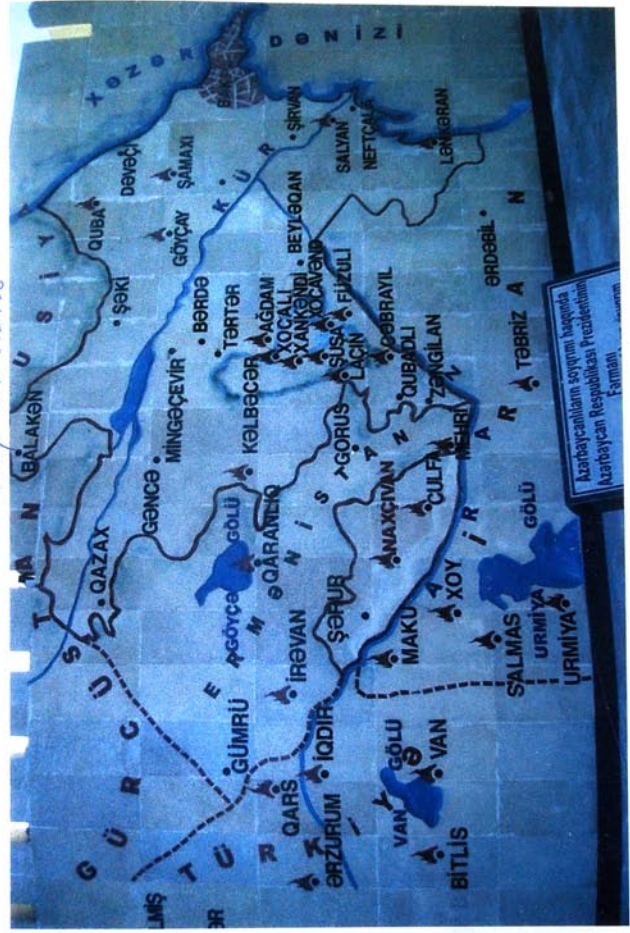 XƏZƏR DƏNİZİ
RUSİY
GÜRCÜSTAN
BALAKƏN
QUBA
DƏVƏÇİ
ŞƏKİ
ŞAMAXI
GÖYÇAY
KÜR
ŞİRVAN
SALYAN
NEFTÇALA
LƏNKƏRAN
QAZAX
GƏNCƏ
MİNGƏÇEVİR
BƏRDƏ
TƏRTƏR
AĞDAM
XOCALI
XANKƏNDİ
XOCAVƏND
BEYLƏQAN
ŞUŞA
FÜZULİ
LAÇIN
CƏBRAYIL
QUBADLI
ZƏNGİLAN
KƏLBƏCƏR
GORUS
MEHRİ
GÖYÇƏ GÖLÜ
QARANLIQ
ERMƏNİSTAN
NAXÇIVAN
CULFA
ŞƏRUR
İRƏVAN
GÜMRÜ
QARS
İQDIR
ƏRZURUM
TÜRKİYƏ
MAKU
XOY
SALMAS
URMİYA GÖLÜ
URMİYA
VAN GÖLÜ
VAN
BİTLİS
TƏBRİZ
ƏRDƏBİL
İRAN
LMİŞ
ƏR
Azərbaycanlıların soyqırımı haqqında
Azərbaycan Respublikası Prezidentinin
Fərmanı